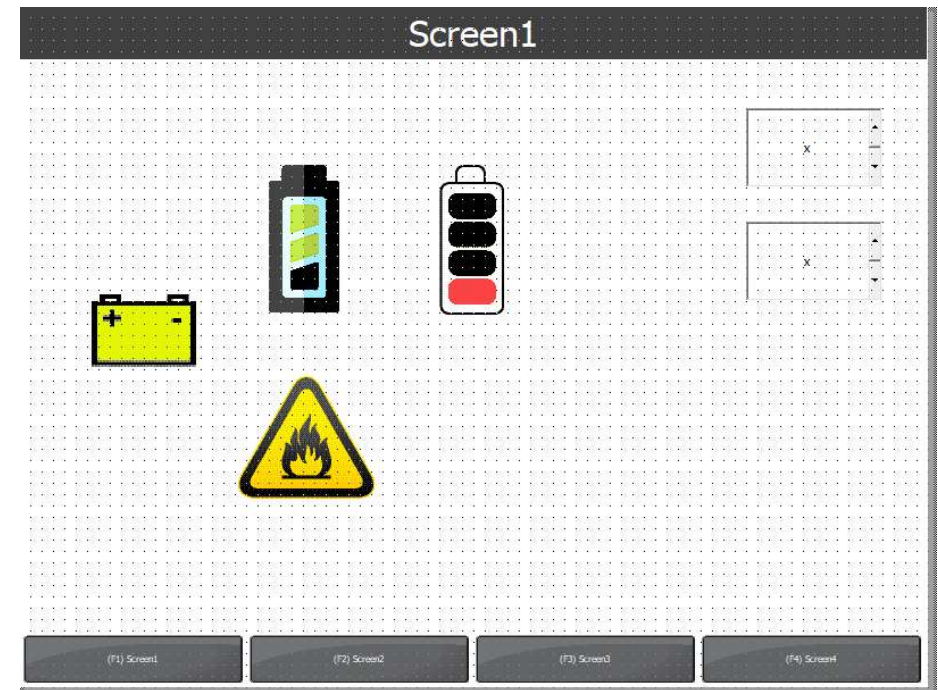 Screen1
x
x
+ -
(F1) Screen1
(F2) Screen2
(F3) Screen3
(F4) Screen4